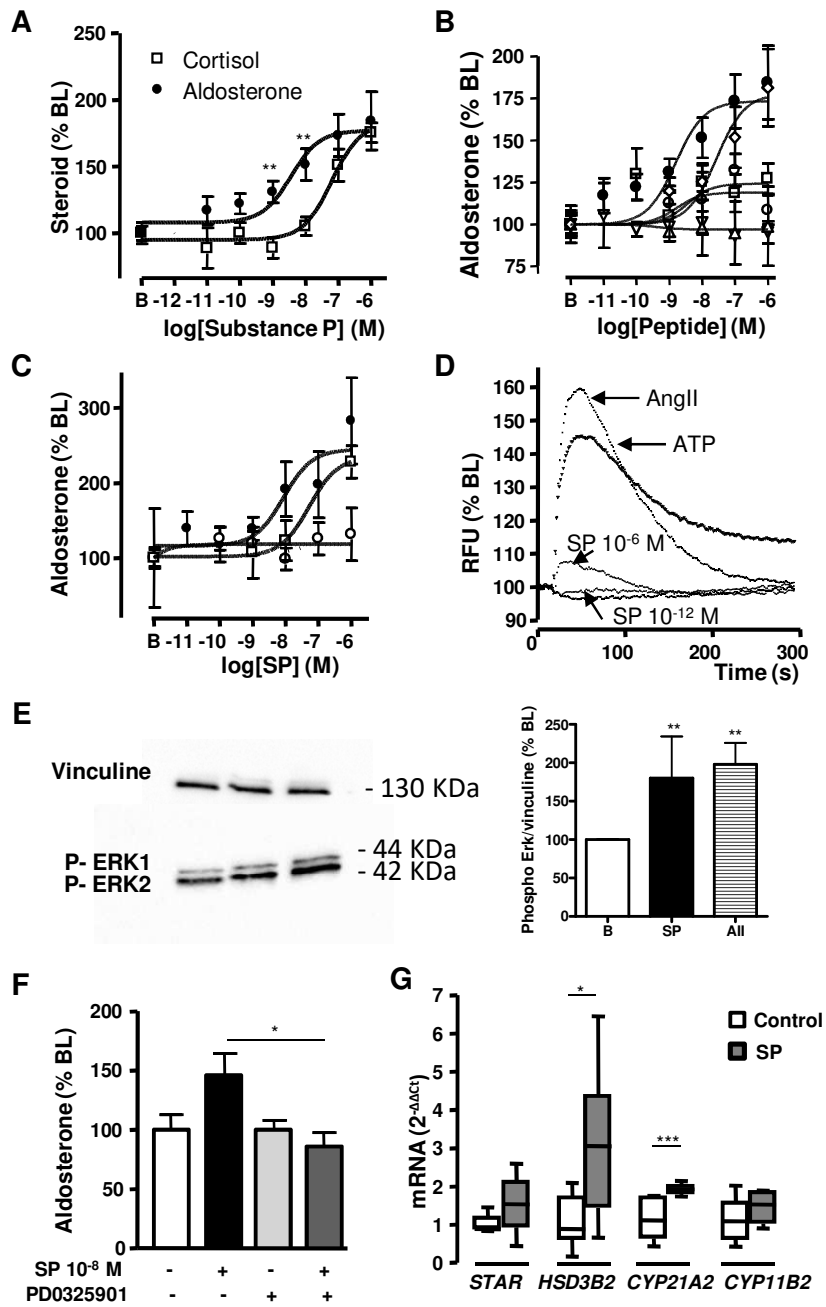 A
Cortisol
Aldosterone
Steroid (% BL)
250
200
150
100
**
**
B -12 -11 -10 -9 -8 -7 -6
log[Substance P] (M)
B
Aldosterone (% BL)
200
175
150
125
100
75
B -11 -10 -9 -8 -7 -6
log[Peptide] (M)
C
Aldosterone (% BL)
300
200
100
B -11 -10 -9 -8 -7 -6
log[SP] (M)
D
RFU (% BL)
160
150
140
130
120
110
100
90
AngII
ATP
SP 10-6 M
SP 10-12 M
0 100 200 300
Time (s)
E
Vinculine
- 130 KDa
P- ERK1
P- ERK2
- 44 KDa
- 42 KDa
Phospho Erk/vinculine (% BL)
250
200
150
100
50
0
**
**
B SP AII
F
Aldosterone (% BL)
200
150
100
50
0
*
SP 10-8 M - + - +
PD0325901 - - + +
G
mRNA (2-ΔΔCt)
7
6
5
4
3
2
1
0
*
***
Control
SP
STAR HSD3B2 CYP21A2 CYP11B2